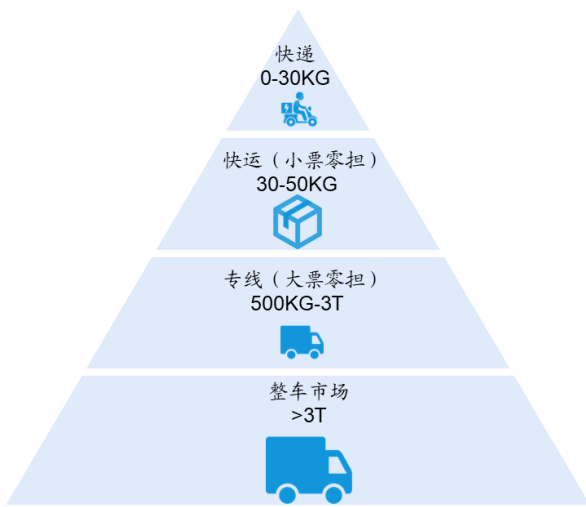 快递
0-30KG
快运（小票零担）
30-50KG
专线（大票零担）
500KG-3T
整车市场
>3T